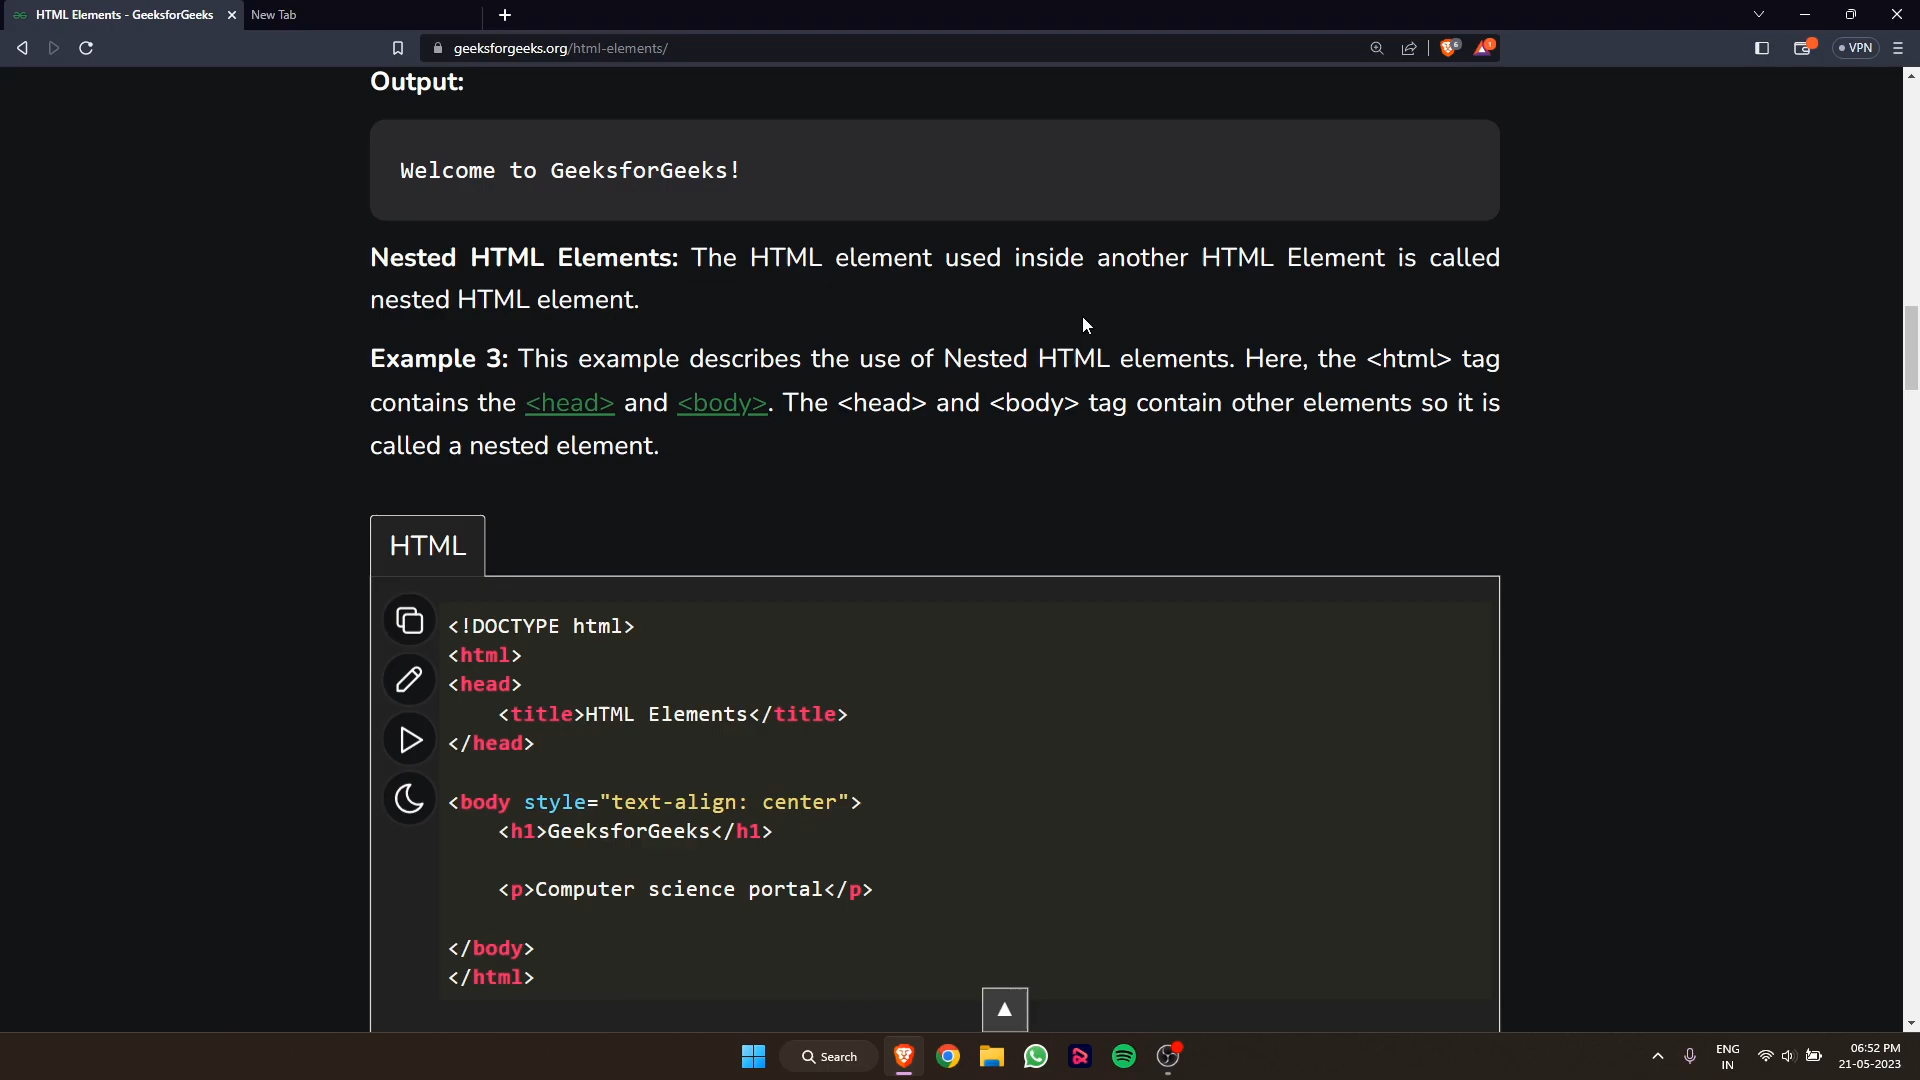 HTML Elements - GeeksforGeeks
New Tab
geeksforgeeks.org/html-elements/
6
1
VPN
Output:
Welcome to GeeksforGeeks!
Nested HTML Elements: The HTML element used inside another HTML Element is called
nested HTML element.
Example 3: This example describes the use of Nested HTML elements. Here, the <html> tag
contains the <head> and <body>. The <head> and <body> tag contain other elements so it is
called a nested element.
HTML
<!DOCTYPE html>
<html>
<head>
    <title>HTML Elements</title>
</head>
<body style="text-align: center">
    <h1>GeeksforGeeks</h1>
    <p>Computer science portal</p>
</body>
</html>
Search
ENG
IN
06:52 PM
21-05-2023